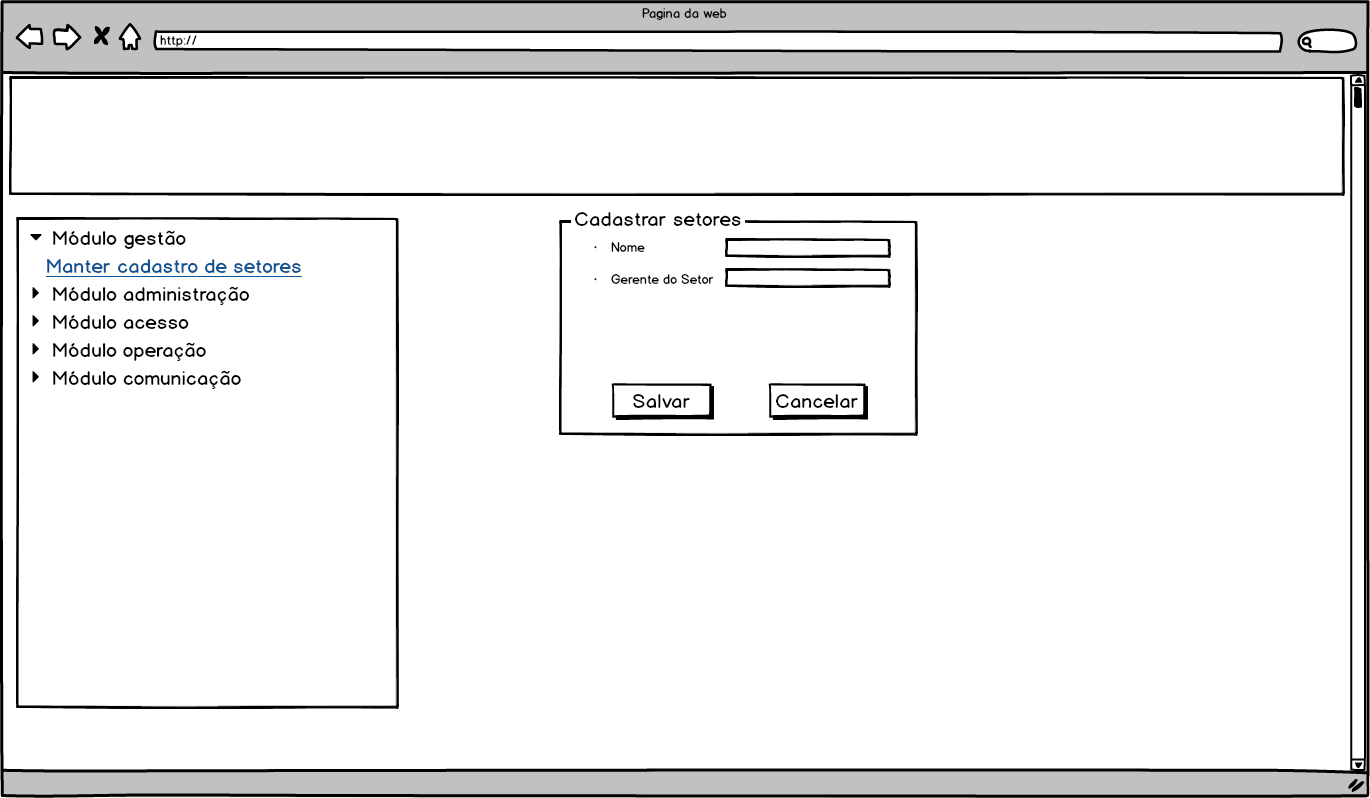 Pagina da web
http://
Módulo gestão
Manter cadastro de setores
Módulo administração
Módulo acesso
Módulo operação
Módulo comunicação
Cadastrar setores
· Nome
· Gerente do Setor
Salvar
Cancelar